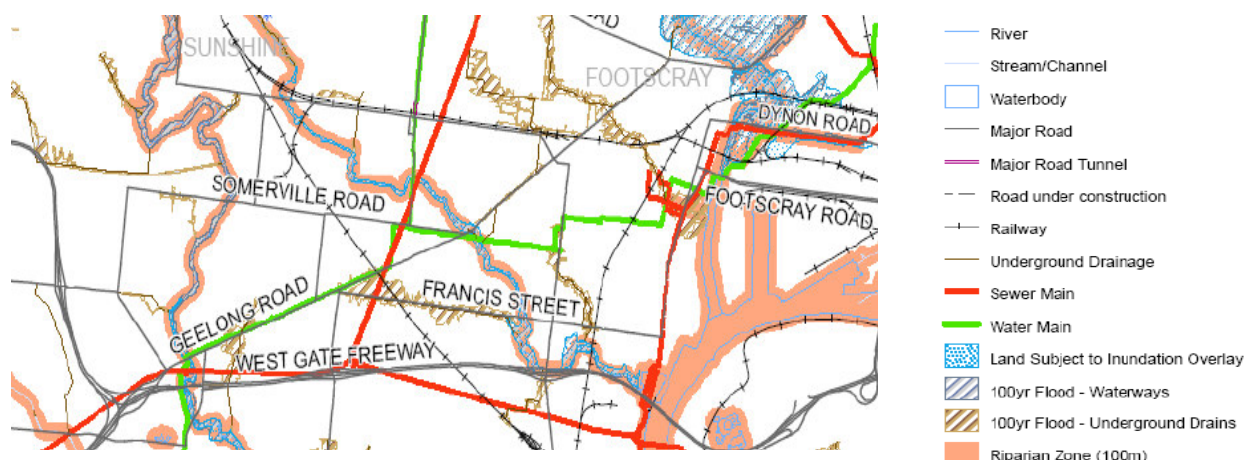 SUNSHINE
OAD
FOOTSCRAY
DYNON ROAD
SOMERVILLE ROAD
FOOTSCRAY ROAD
FRANCIS STREET
GEELONG ROAD
WEST GATE FREEWAY
River
Stream/Channel
Waterbody
Major Road
Major Road Tunnel
Road under construction
Railway
Underground Drainage
Sewer Main
Water Main
Land Subject to Inundation Overlay
100yr Flood - Waterways
100yr Flood - Underground Drains
Riparian Zone (100m)